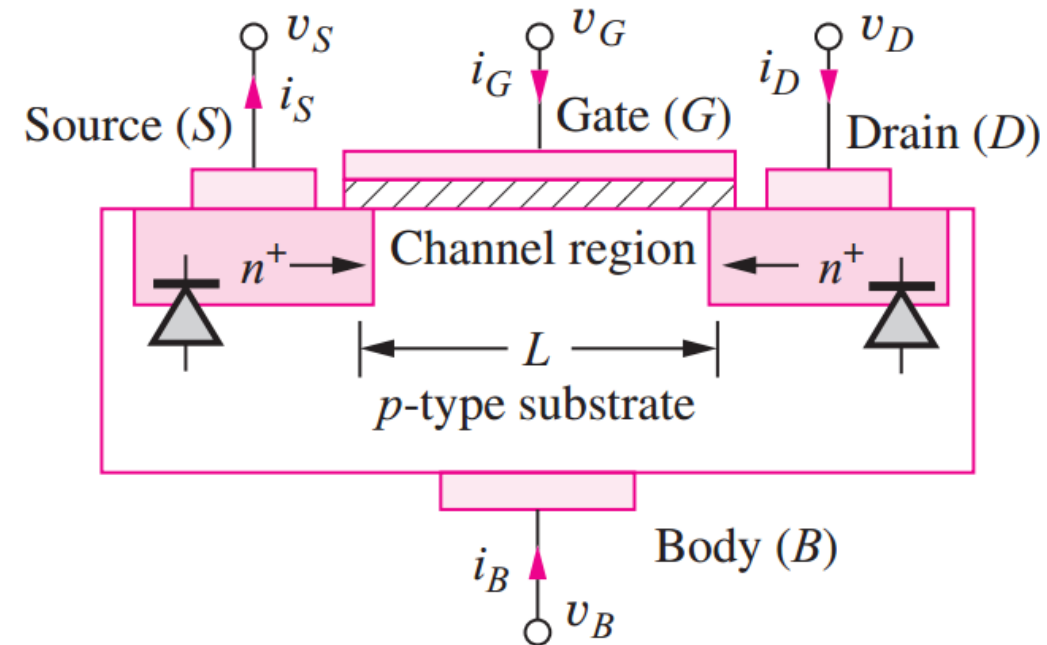 v_S
v_G
v_D
i_S
i_G
i_D
Source (S)
Gate (G)
Drain (D)
n⁺
Channel region
n⁺
L
p-type substrate
Body (B)
i_B
v_B